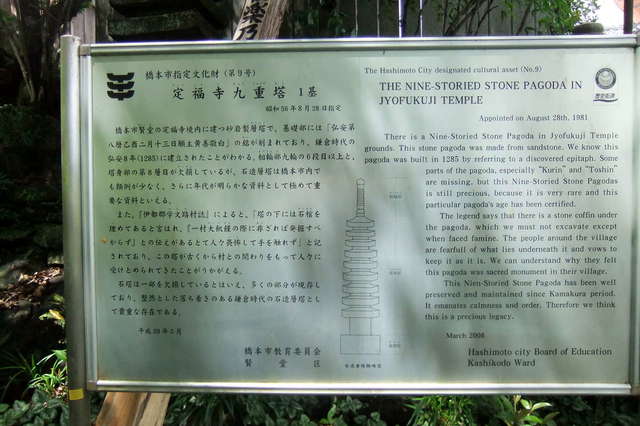 橋本市指定文化財（第9号）
定福寺九重塔 1基
昭和56年8月28日指定
橋本市賢堂の定福寺境内に建つ砂岩製層塔で、基礎部には「弘安第
八暦乙酉二月十三日願主黄善敬白」の銘が刻まれており、鎌倉時代の
弘安8年(1285)に建立されたことがわかる。相輪部九輪の6段目以上と、
塔身部の第8層目が欠損しているが、石造層塔は橋本市内で
も類例が少なく、さらに年代が明らかな資料として極めて重
要な資料といえる。
また、『伊都郡学文路村誌』によると、「塔の下には石棺を
埋めてあると言はれ、『一村大飢饉の際に非ざれば発掘すべ
からず』との伝えがあるとて人々畏怖して手を触れず」と記
されており、この塔が古くから村との関わりをもって人々に
受けとめられてきたことがうかがえる。
石塔は一部を欠損しているとはいえ、多くの部分が現存し
ており、整然とした落ち着きのある鎌倉時代の石造層塔とし
て貴重な存在である。
平成20年3月
橋本市教育委員会
賢堂区
The Hashimoto City designated cultural asset (No.9)
THE NINE-STORIED STONE PAGODA IN
JYOFUKUJI TEMPLE
Appointed on August 28th, 1981
There is a Nine-Storied Stone Pagoda in Jyofukuji Temple
grounds. This stone pagoda was made from sandstone. We know this
pagoda was built in 1285 by referring to a discovered epitaph. Some
parts of the pagoda, especially "Kurin" and "Toshin"
are missing, but this Nine-Storied Stone Pagodas
is still precious, because it is very rare and this
particular pagoda's age has been certified.
The legend says that there is a stone coffin under
the pagoda, which we must not excavate except
when faced famine. The people around the village
are fearfull of what lies underneath it and vows to
keep it as it is. We can understand why they felt
this pagoda was sacred monument in their village.
This Nien-Storied Stone Pagoda has been well
preserved and maintained since Kamakura period.
It emanates calmness and order. Therefore we think
this is a precious legacy.
March 2008
Hashimoto city Board of Education
Kashikodo Ward